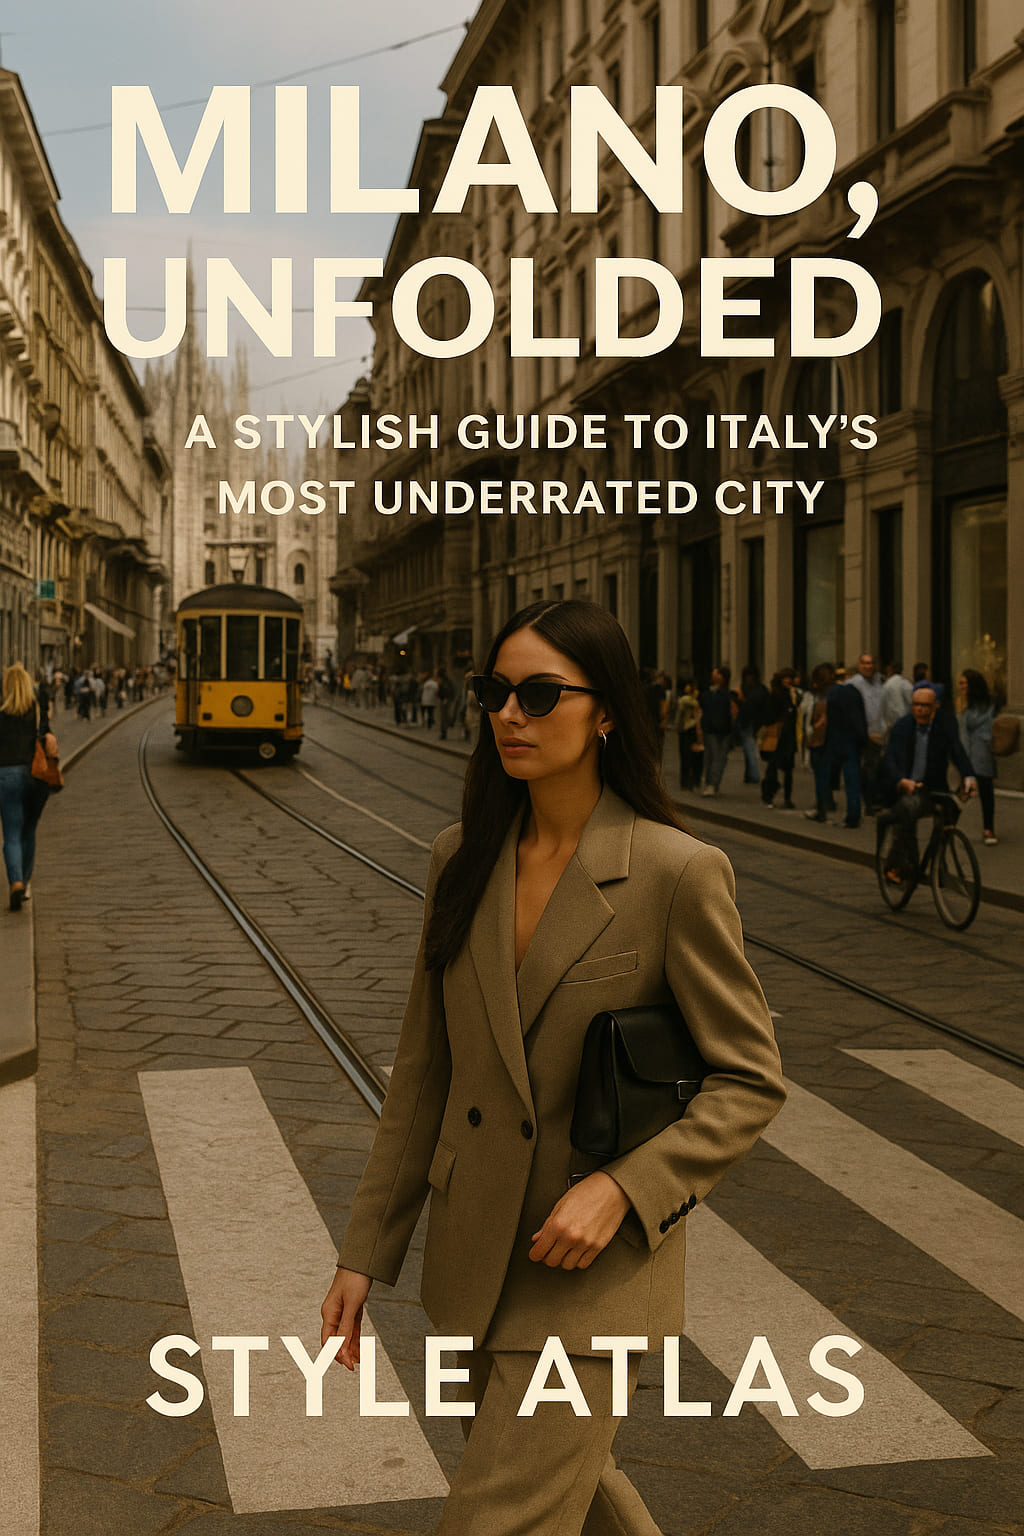 MILANO,
UNFOLDED
A STYLISH GUIDE TO ITALY’S
MOST UNDERRATED CITY
STYLE ATLAS